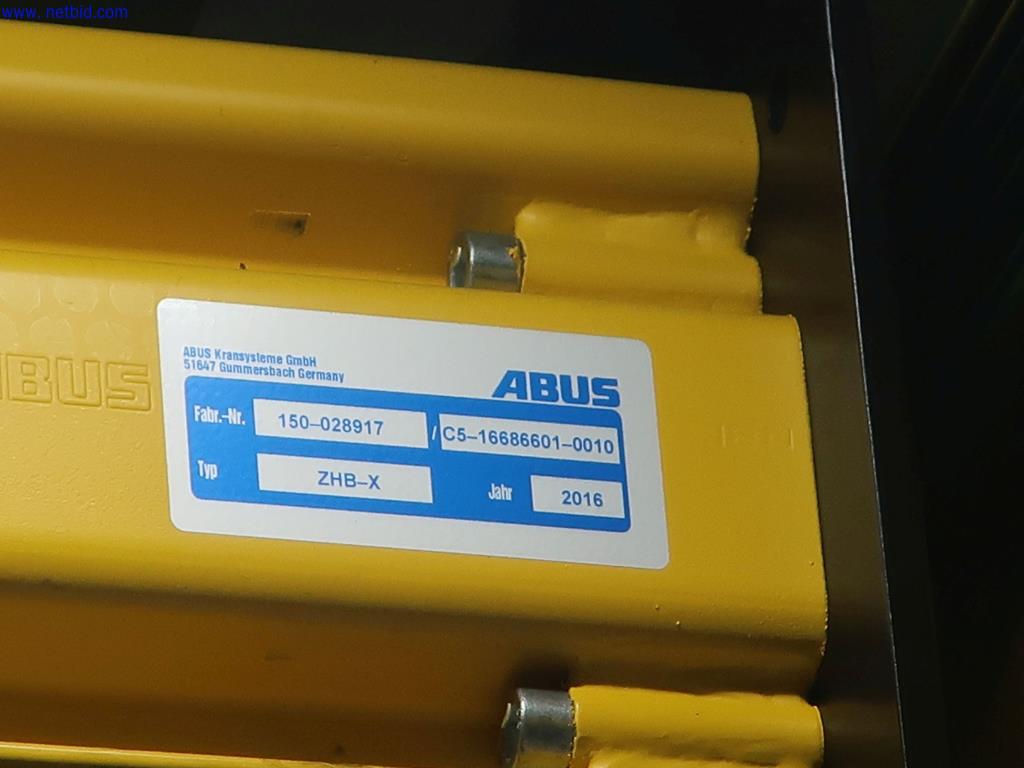 www.netbid.com
ABUS Kransysteme GmbH
51647 Gummersbach Germany
ABUS
ABUS
Fabr.-Nr. 150-028917 / C5-16686601-0010
Typ ZHB-X Jahr 2016